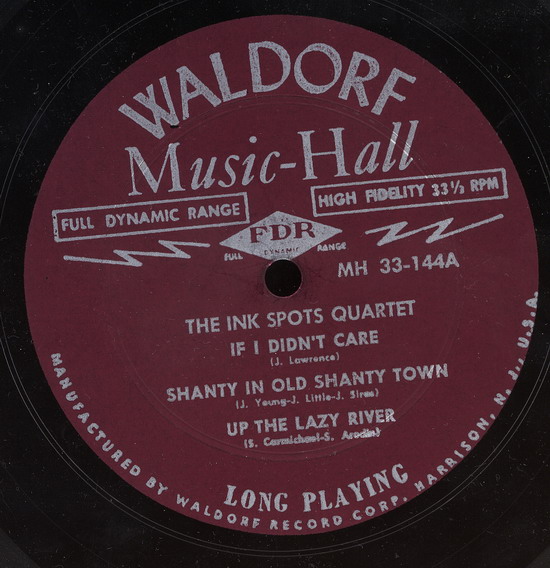 WALDORF
Music-Hall
FULL DYNAMIC RANGE
HIGH FIDELITY 33⅓ RPM
FDR
FULL DYNAMIC RANGE
MH 33-144A
THE INK SPOTS QUARTET
IF I DIDN'T CARE
(J. Lawrence)
SHANTY IN OLD SHANTY TOWN
(J. Young-J. Little-J. Siras)
UP THE LAZY RIVER
(S. Carmichael-S. Arodin)
LONG PLAYING
MANUFACTURED BY WALDORF RECORD CORP. HARRISON, N. J., U.S.A.